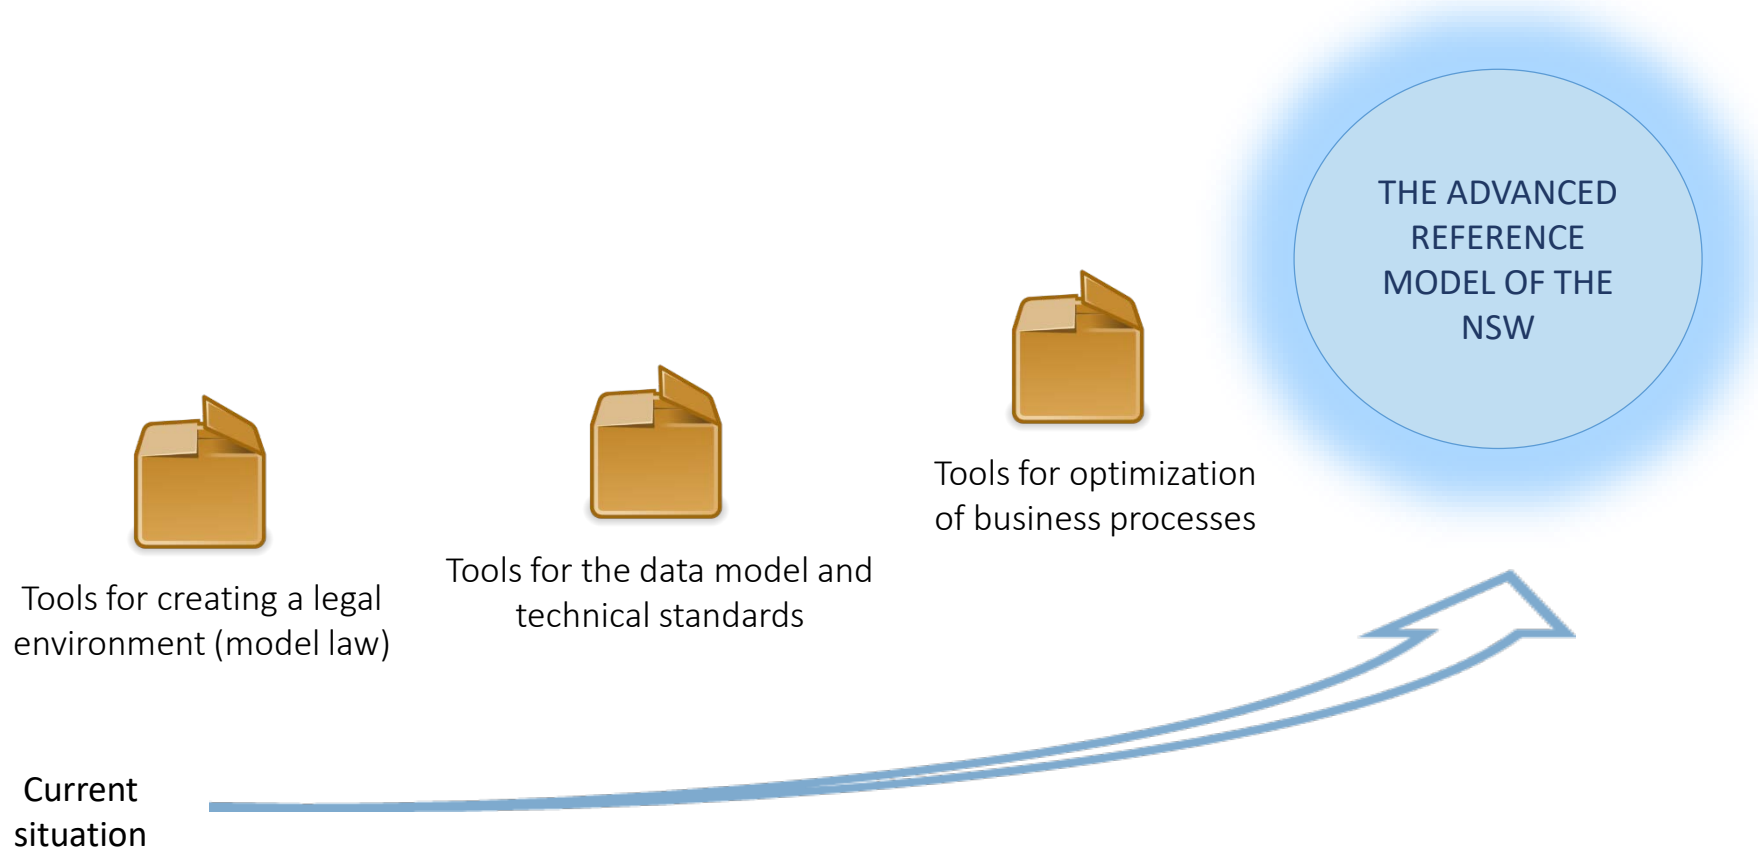 THE ADVANCED
REFERENCE
MODEL OF THE
NSW
Tools for optimization
of business processes
Tools for the data model and
technical standards
Tools for creating a legal
environment (model law)
Current
situation